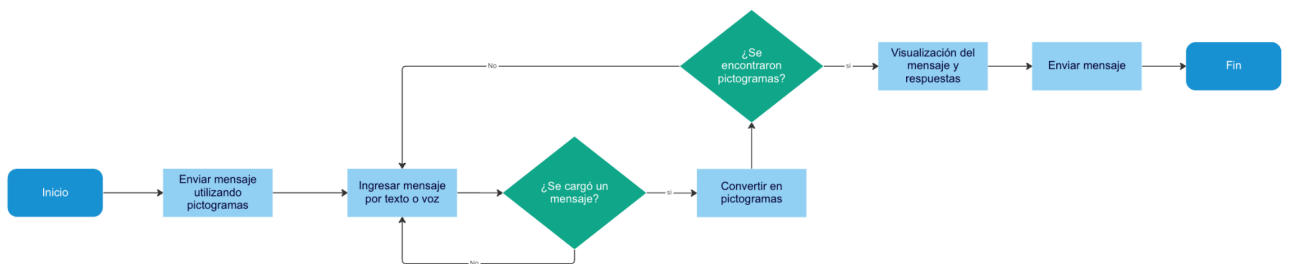 Inicio
Enviar mensaje
utilizando
pictogramas
Ingresar mensaje
por texto o voz
¿Se cargó un
mensaje?
No
si
Convertir en
pictogramas
¿Se
encontraron
pictogramas?
No
si
Visualización del
mensaje y
respuestas
Enviar mensaje
Fin